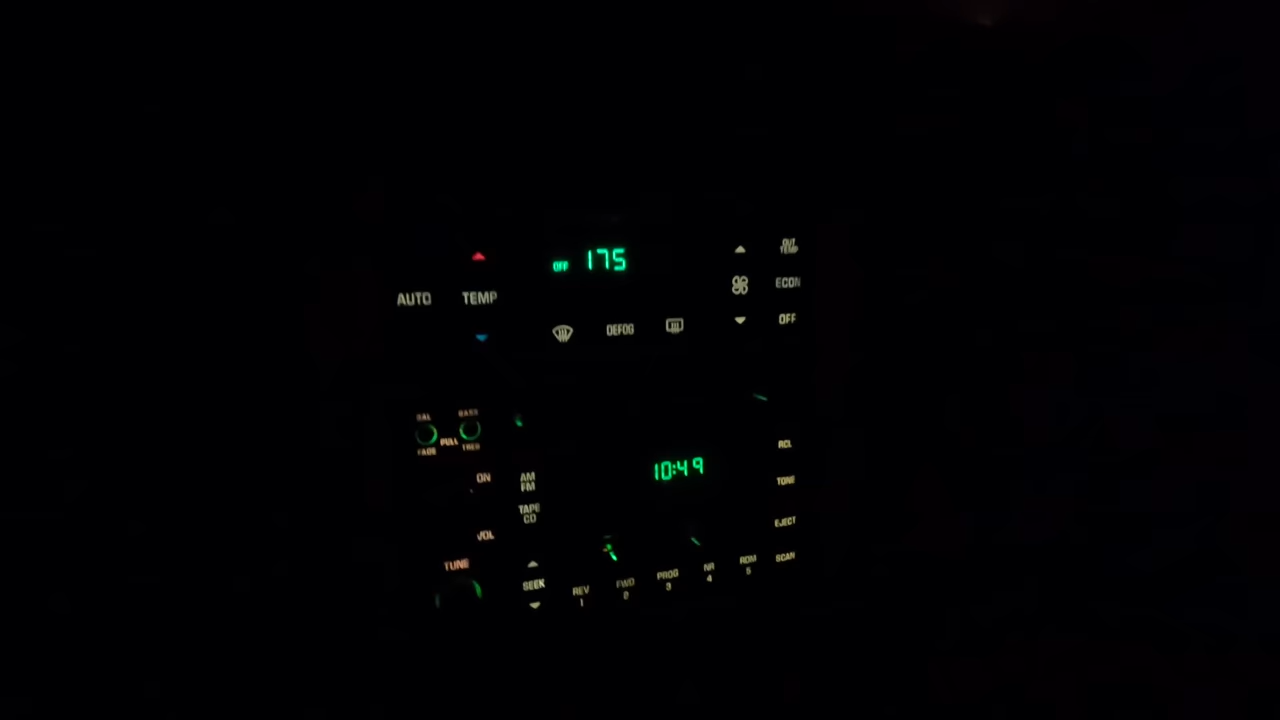 OUT
TEMP
OFF 175
AUTO TEMP
ECON
DEFOG
OFF
BAL BASS
PULL
FADE TREB
RCL
10:49
ON AM
FM
TONE
TAPE
CD
EJECT
VOL
TUNE
SEEK
REV FWD PROG NR RDM SCAN
1 2 3 4 5